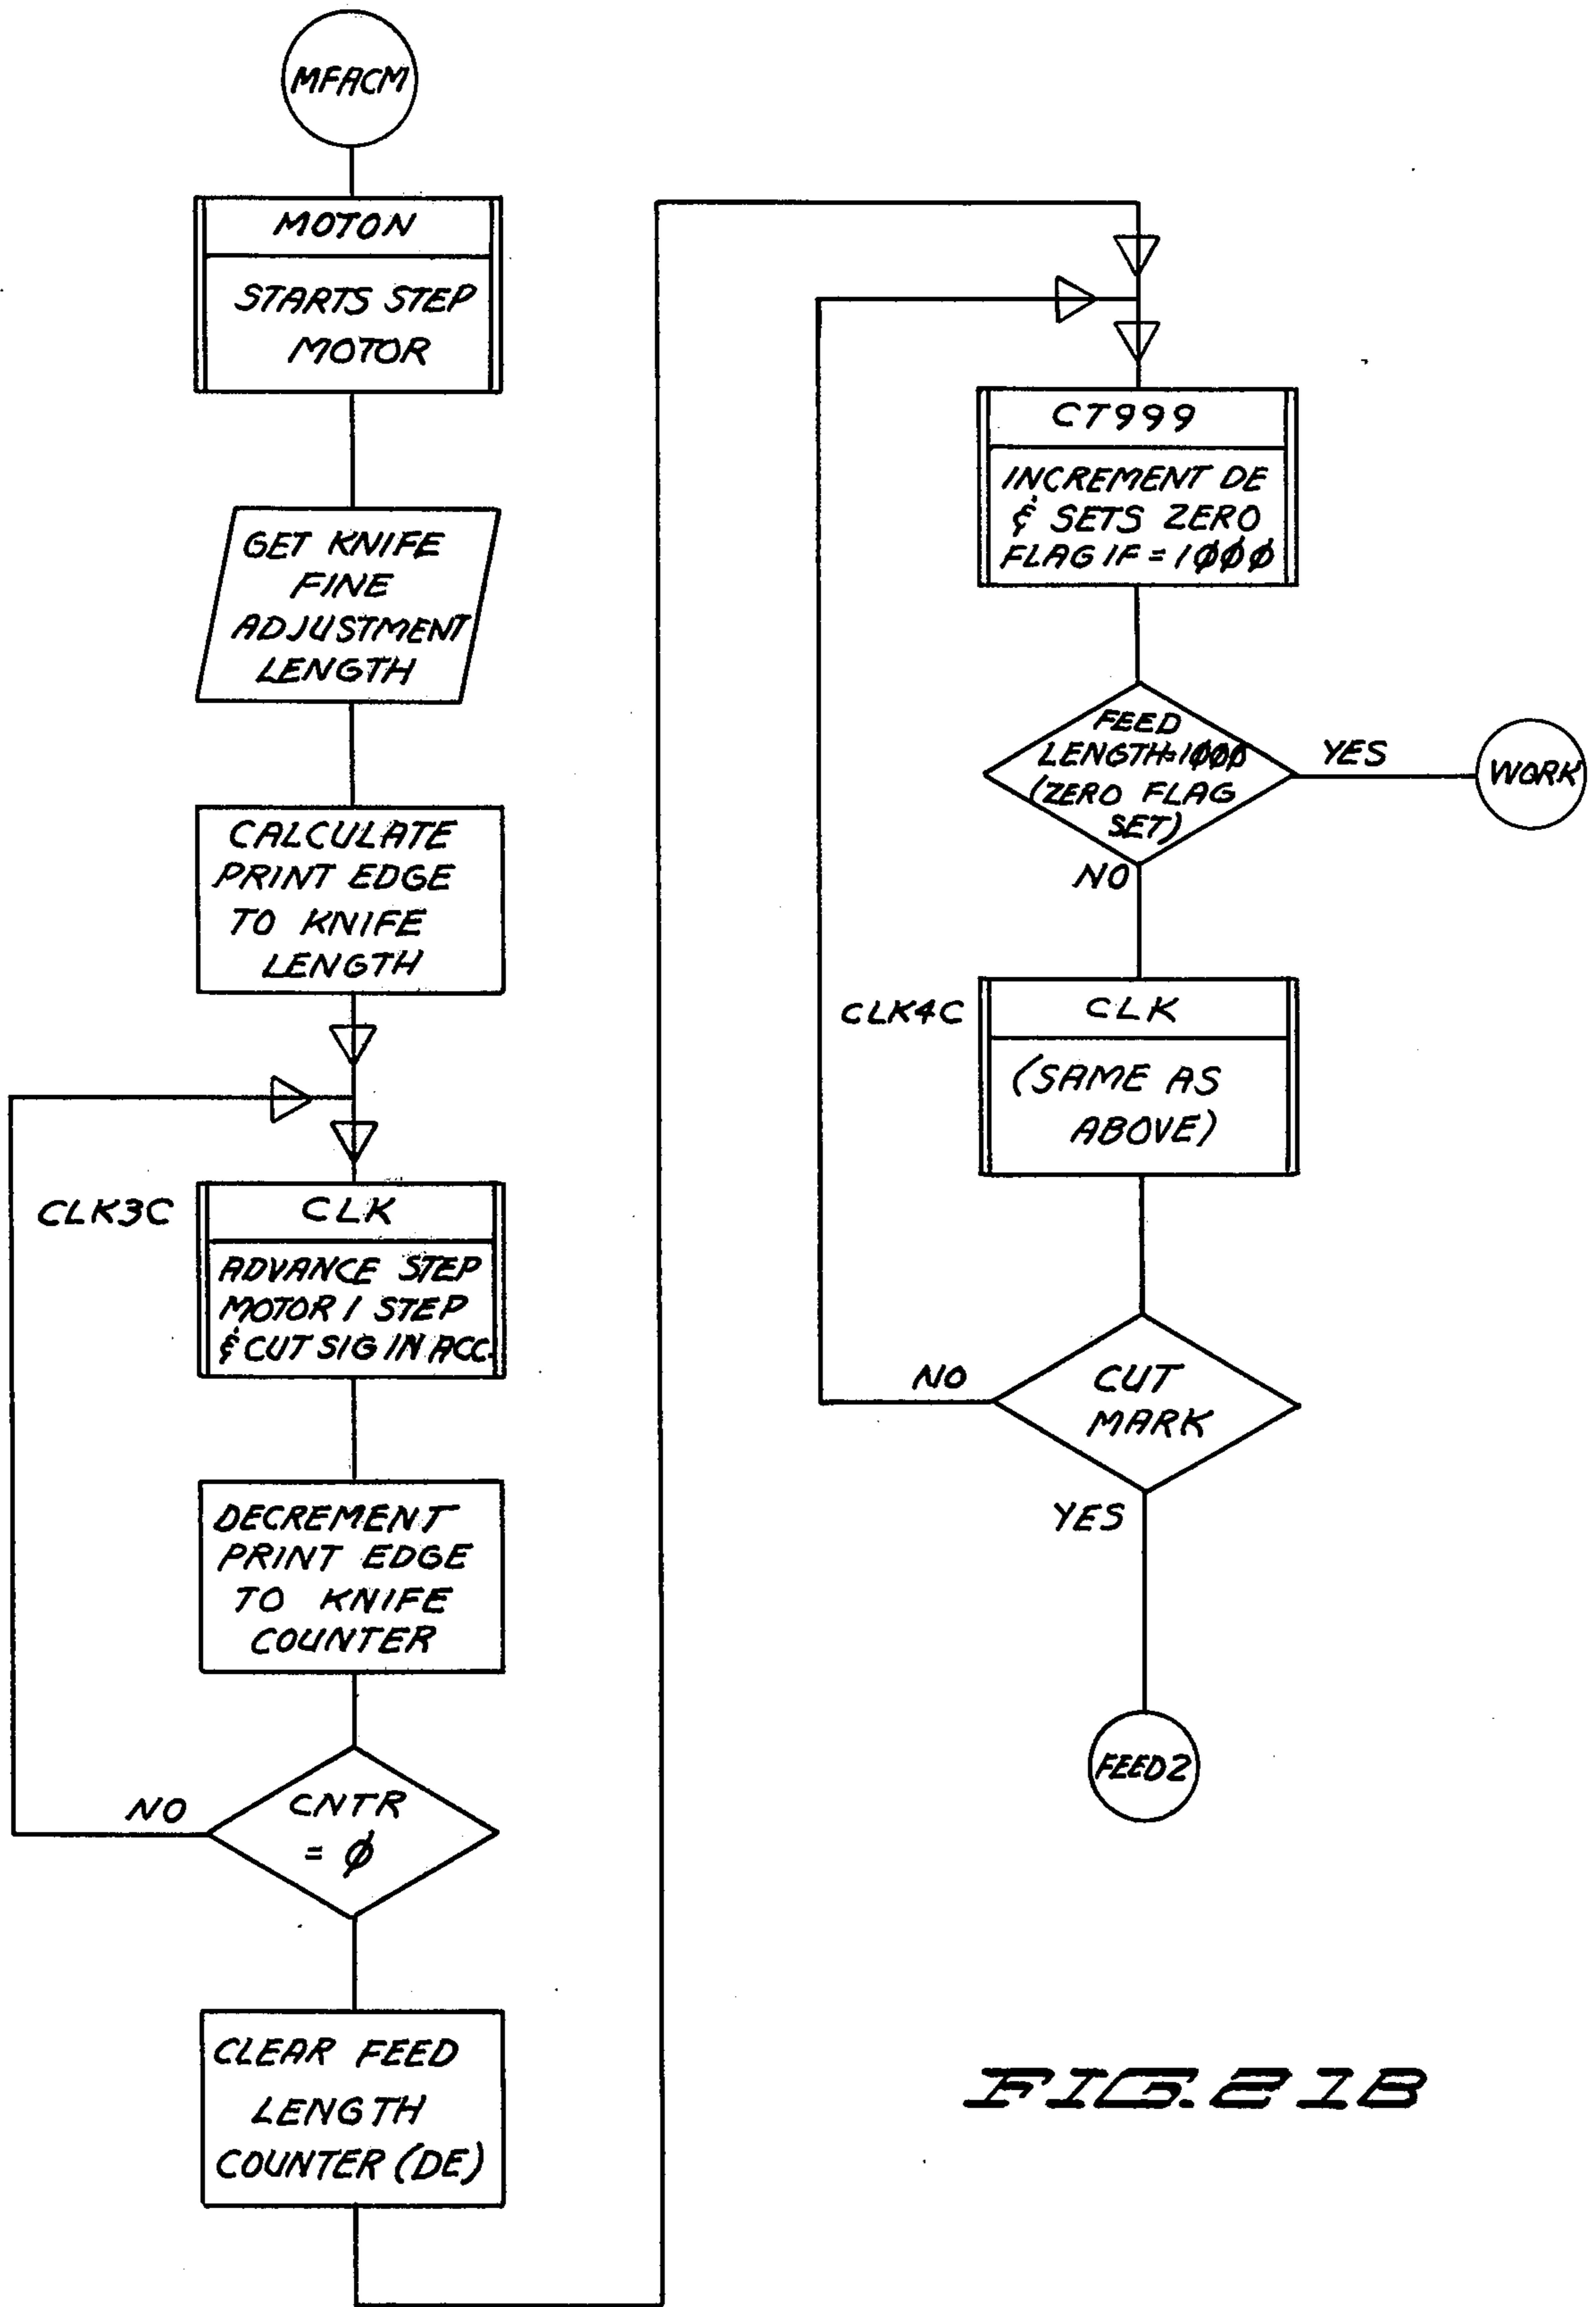 MFACM
MOTON
STARTS STEP
MOTOR
GET KNIFE
FINE
ADJUSTMENT
LENGTH
CALCULATE
PRINT EDGE
TO KNIFE
LENGTH
CLK3C
CLK
ADVANCE STEP
MOTOR 1 STEP
& CUT SIG IN ACC.
DECREMENT
PRINT EDGE
TO KNIFE
COUNTER
NO
CNTR
= Ø
CLEAR FEED
LENGTH
COUNTER (DE)
CT999
INCREMENT DE
& SETS ZERO
FLAG IF = 1ØØØ
FEED
LENGTH=1ØØØ
(ZERO FLAG
SET)
YES
WORK
NO
CLK4C
CLK
(SAME AS
ABOVE)
NO
CUT
MARK
YES
FEED2
FIG. 21B